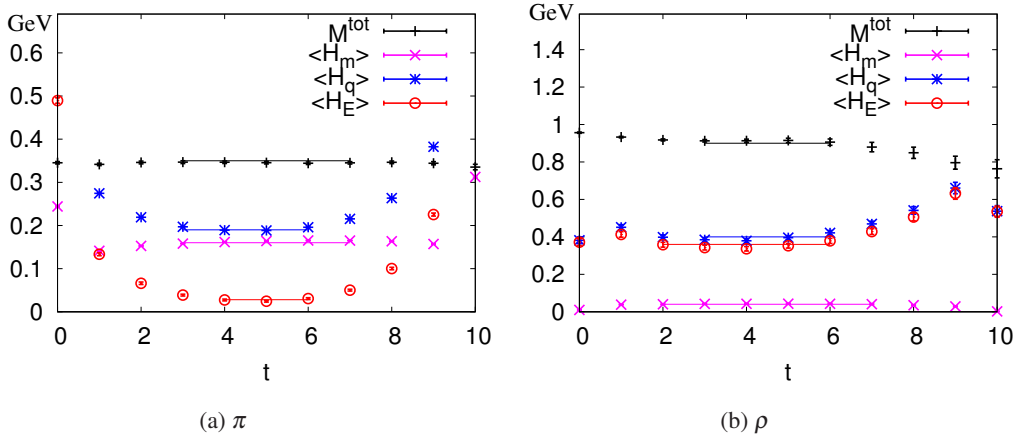 GeV
0.6
0.5
0.4
0.3
0.2
0.1
0
0 2 4 6 8 10
t
M^tot
<H_m>
<H_q>
<H_E>
(a) π
GeV
1.4
1.2
1
0.8
0.6
0.4
0.2
0
0 2 4 6 8 10
t
M^tot
<H_m>
<H_q>
<H_E>
(b) ρ